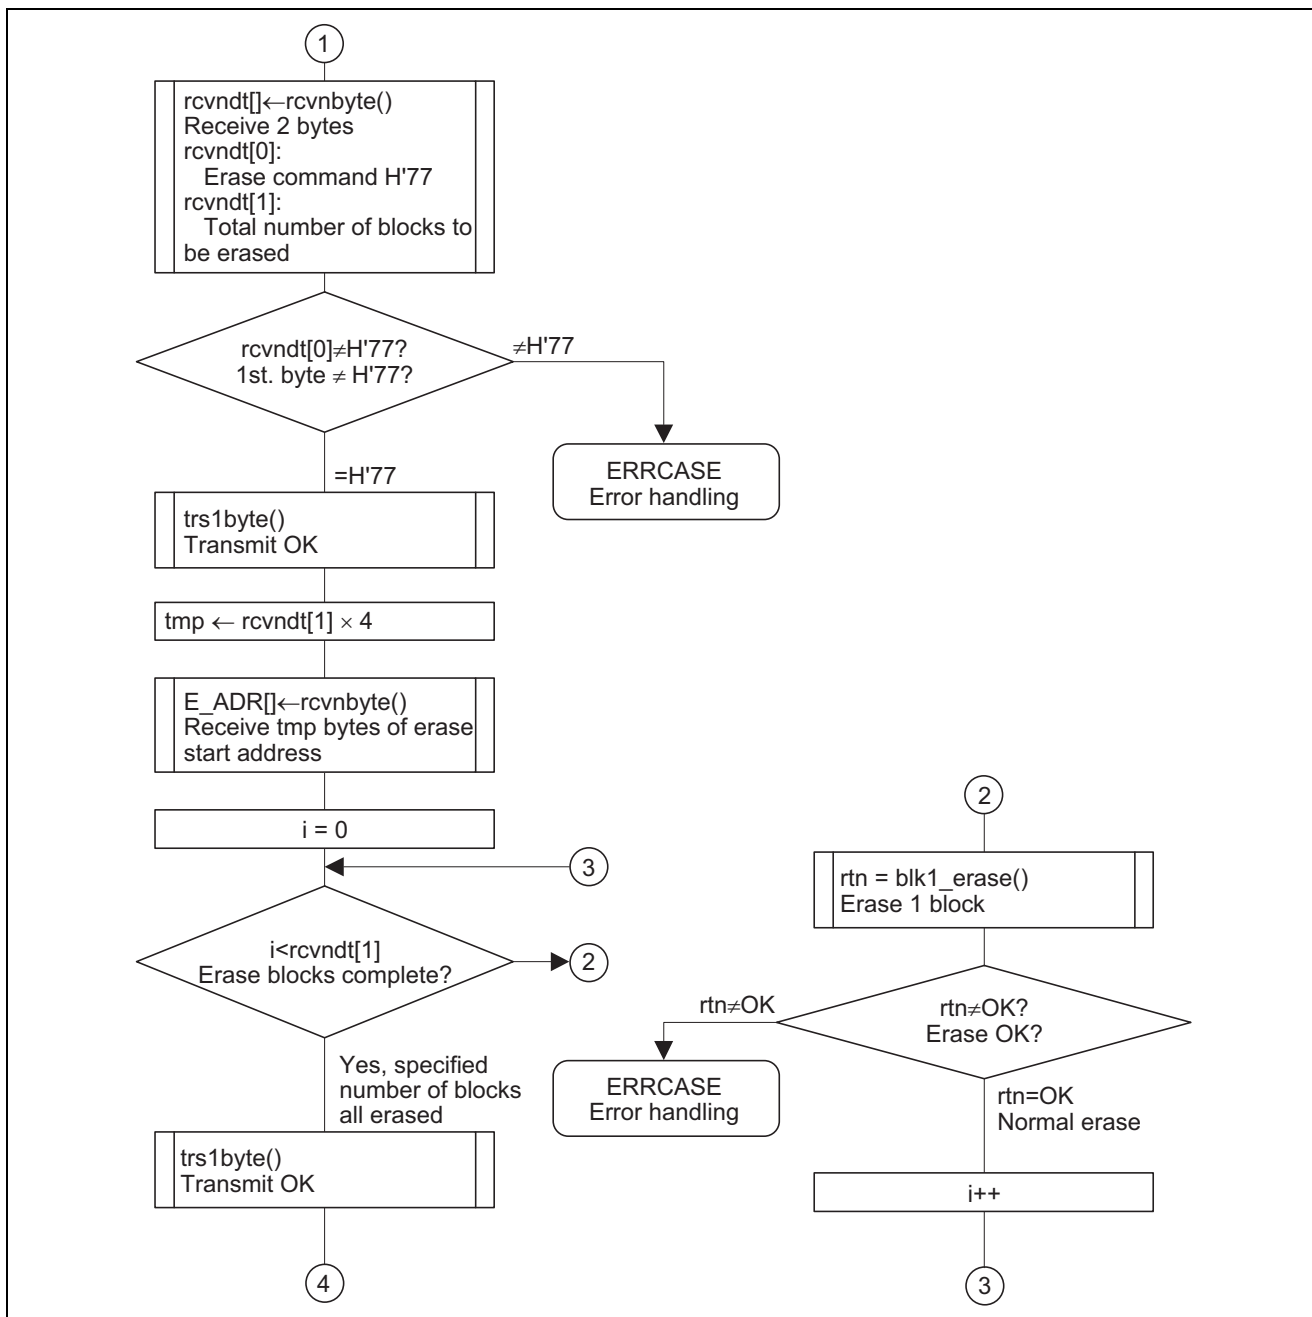 1
rcvndt[]←rcvnbyte()
Receive 2 bytes
rcvndt[0]:
Erase command H'77
rcvndt[1]:
Total number of blocks to
be erased
rcvndt[0]≠H'77?
1st. byte ≠ H'77?
≠H'77
ERRCASE
Error handling
=H'77
trs1byte()
Transmit OK
tmp ← rcvndt[1] × 4
E_ADR[]←rcvnbyte()
Receive tmp bytes of erase
start address
i = 0
3
i<rcvndt[1]
Erase blocks complete?
2
Yes, specified
number of blocks
all erased
trs1byte()
Transmit OK
4
2
rtn = blk1_erase()
Erase 1 block
rtn≠OK?
Erase OK?
rtn≠OK
ERRCASE
Error handling
rtn=OK
Normal erase
i++
3